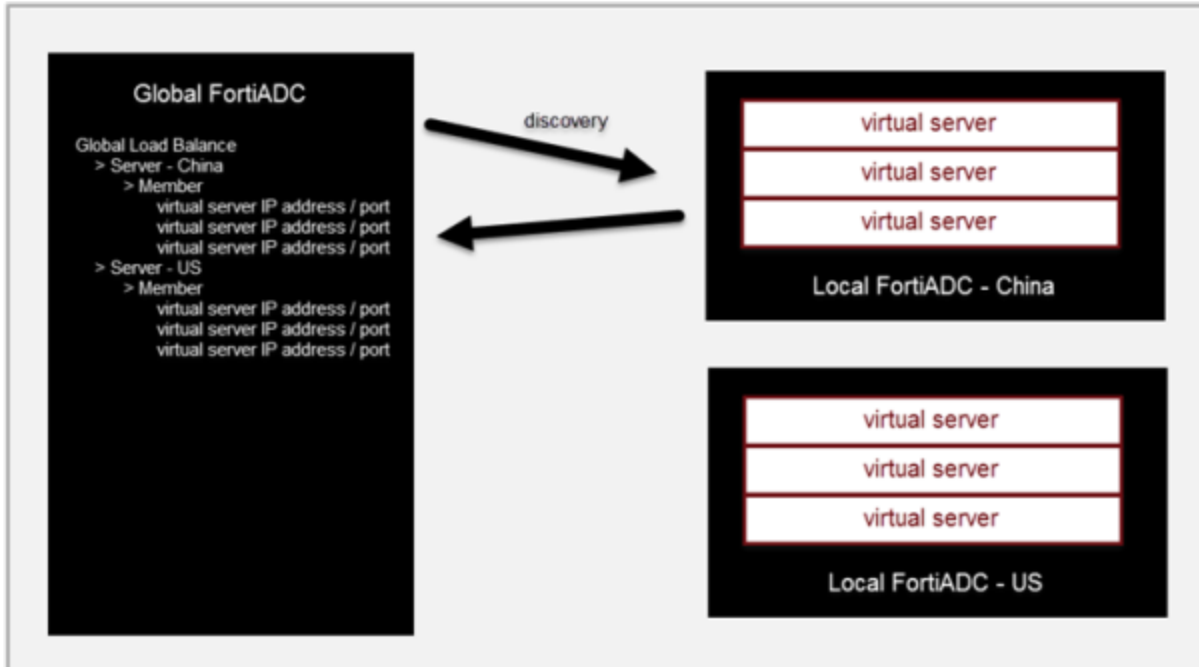 Global FortiADC
Global Load Balance
> Server - China
> Member
virtual server IP address / port
virtual server IP address / port
virtual server IP address / port
> Server - US
> Member
virtual server IP address / port
virtual server IP address / port
virtual server IP address / port
discovery
virtual server
virtual server
virtual server
Local FortiADC - China
virtual server
virtual server
virtual server
Local FortiADC - US